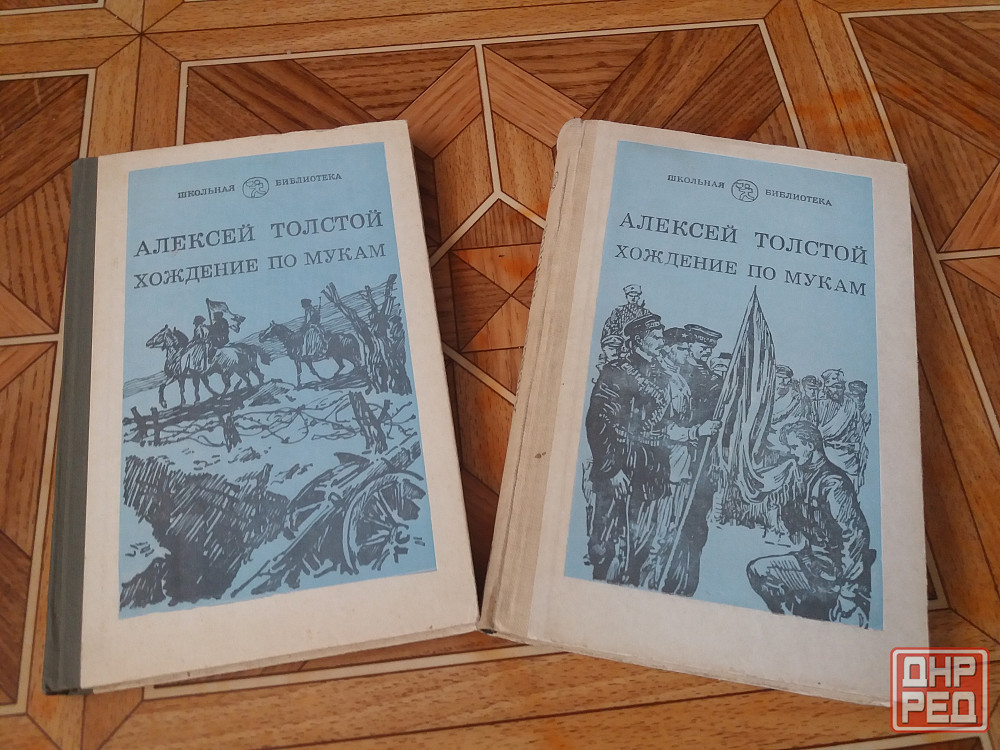 ШКОЛЬНАЯ БИБЛИОТЕКА
АЛЕКСЕЙ ТОЛСТОЙ
ХОЖДЕНИЕ ПО МУКАМ
ШКОЛЬНАЯ БИБЛИОТЕКА
АЛЕКСЕЙ ТОЛСТОЙ
ХОЖДЕНИЕ ПО МУКАМ
ДНР
РЕД